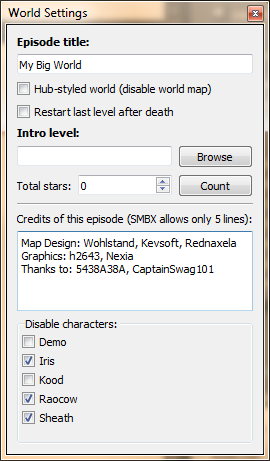 World Settings
Episode title:
My Big World
Hub-styled world (disable world map)
Restart last level after death
Intro level:
Browse
Total stars: 0 Count
Credits of this episode (SMBX allows only 5 lines):
Map Design: Wohlstand, Kevsoft, Rednaxela
Graphics: h2643, Nexia
Thanks to: 5438A38A, CaptainSwag101
Disable characters:
Demo
Iris
Kood
Raocow
Sheath